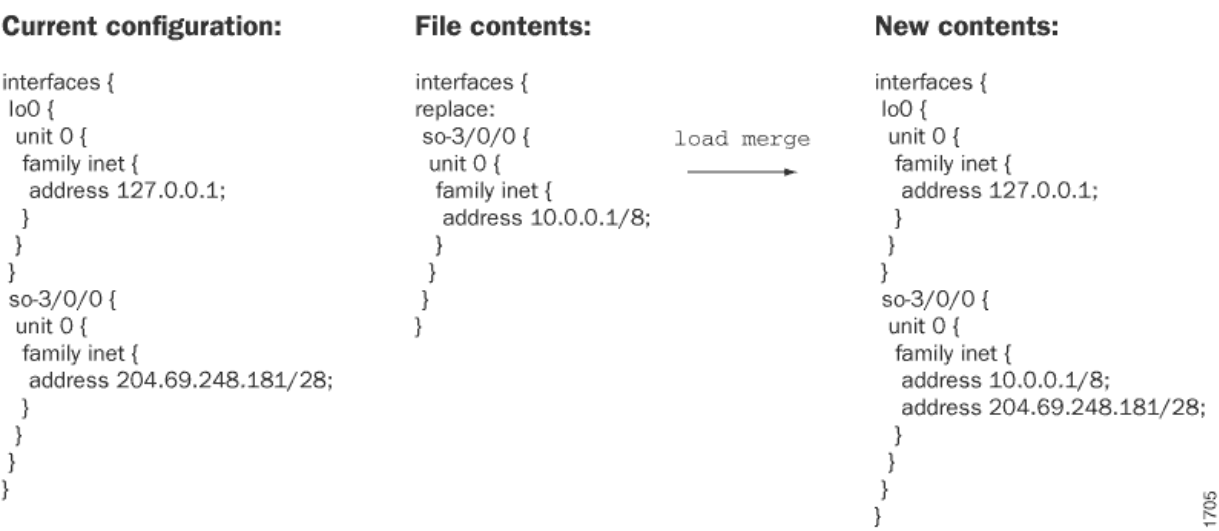 Current configuration:
interfaces {
lo0 {
unit 0 {
family inet {
address 127.0.0.1;
}
}
}
so-3/0/0 {
unit 0 {
family inet {
address 204.69.248.181/28;
}
}
}
}
File contents:
interfaces {
replace:
so-3/0/0 {
unit 0 {
family inet {
address 10.0.0.1/8;
}
}
}
}
load merge
New contents:
interfaces {
lo0 {
unit 0 {
family inet {
address 127.0.0.1;
}
}
}
so-3/0/0 {
unit 0 {
family inet {
address 10.0.0.1/8;
address 204.69.248.181/28;
}
}
}
}
1705